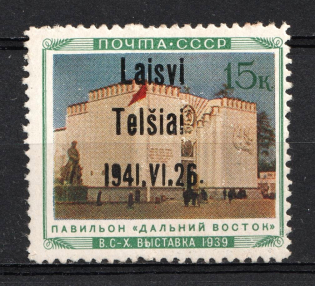 ПОЧТА·СССР
Laisvi
15к
Telšiai
1941.VI.26.
ПАВИЛЬОН «ДАЛЬНИЙ ВОСТОК»
В.С-Х. ВЫСТАВКА 1939